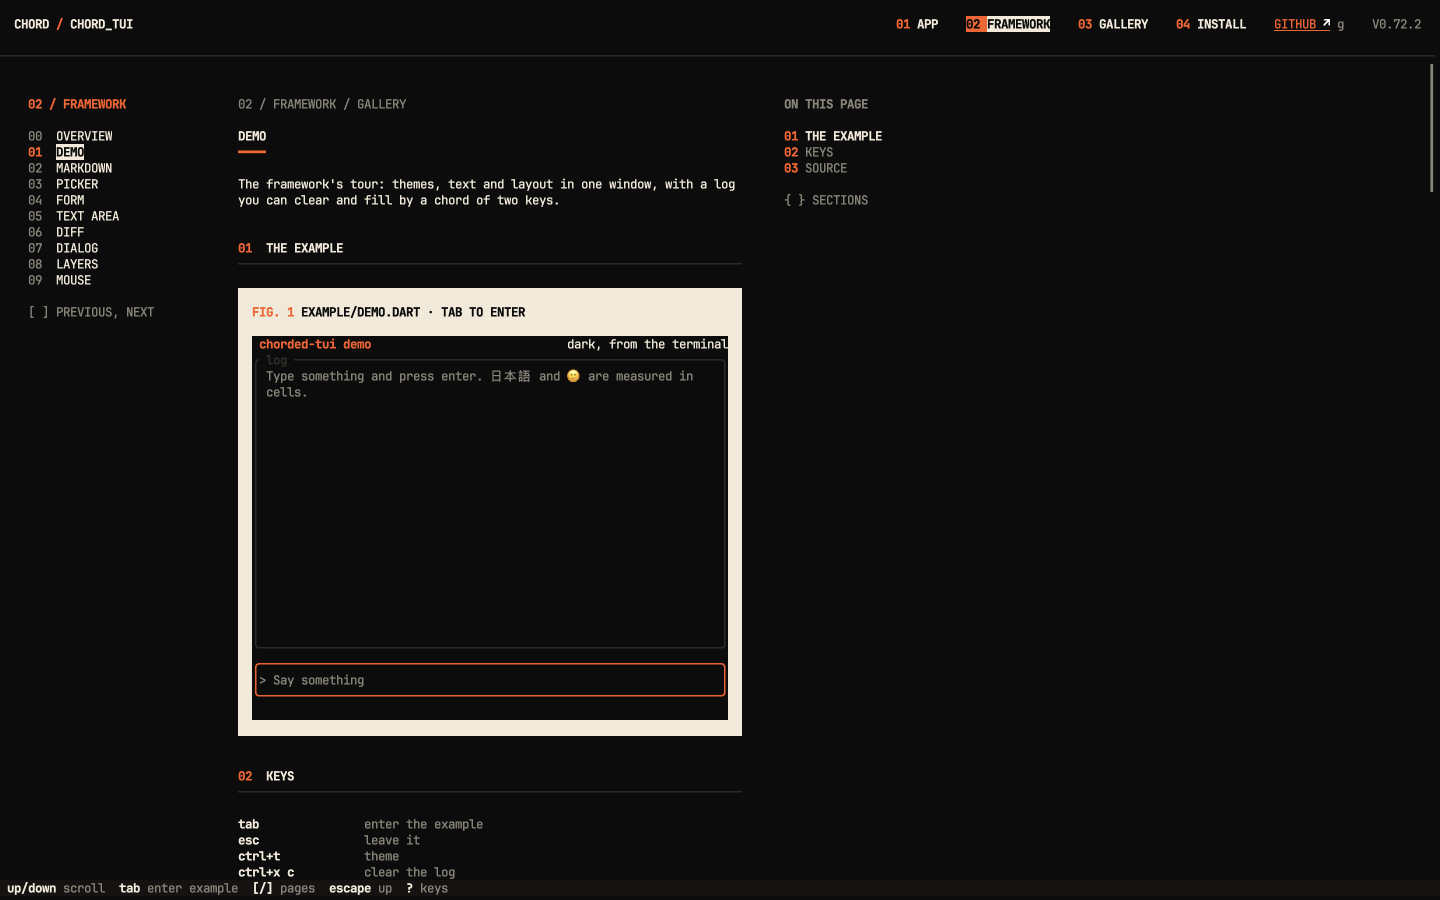 CHORD / CHORD_TUI
01 APP 02 FRAMEWORK 03 GALLERY 04 INSTALL GITHUB ↗ g V0.72.2
02 / FRAMEWORK
00 OVERVIEW
01 DEMO
02 MARKDOWN
03 PICKER
04 FORM
05 TEXT AREA
06 DIFF
07 DIALOG
08 LAYERS
09 MOUSE
[ ] PREVIOUS, NEXT
02 / FRAMEWORK / GALLERY
DEMO
The framework's tour: themes, text and layout in one window, with a log
you can clear and fill by a chord of two keys.
01 THE EXAMPLE
FIG. 1 EXAMPLE/DEMO.DART · TAB TO ENTER
chorded-tui demo dark, from the terminal
log
Type something and press enter. 日本語 and 🙂 are measured in
cells.
> Say something
02 KEYS
tab enter the example
esc leave it
ctrl+t theme
ctrl+x c clear the log
ON THIS PAGE
01 THE EXAMPLE
02 KEYS
03 SOURCE
{ } SECTIONS
up/down scroll tab enter example [/] pages escape up ? keys